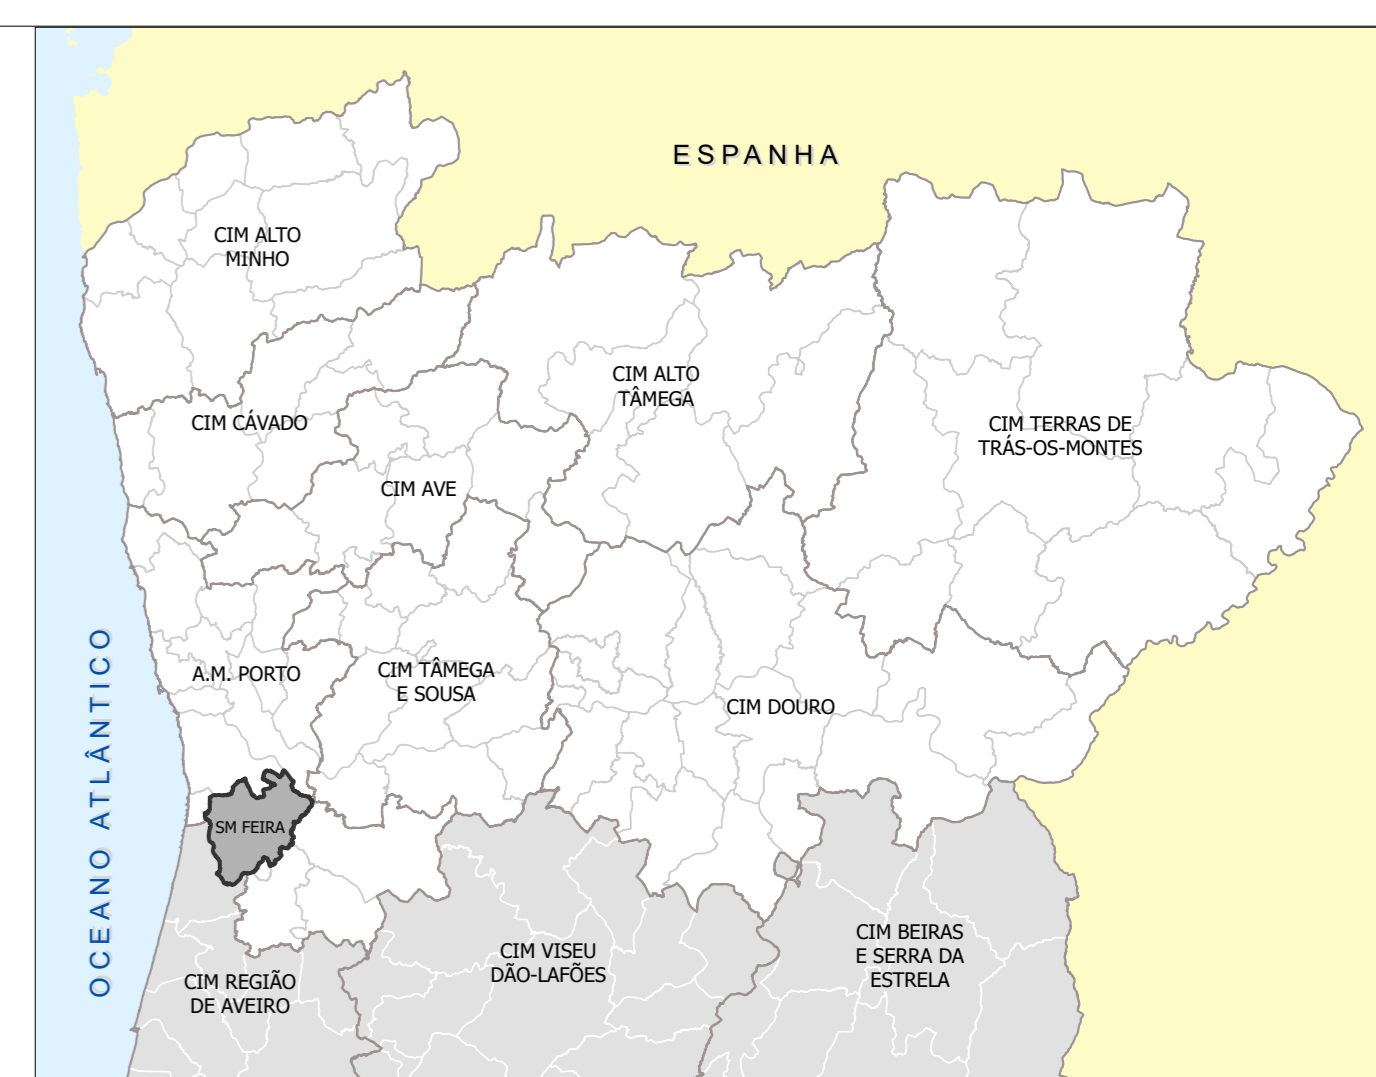 ESPANHA
CIM ALTO
MINHO
CIM ALTO
TÂMEGA
CIM CÁVADO
CIM TERRAS DE
TRÁS-OS-MONTES
CIM AVE
OCEANO ATLÂNTICO
A.M. PORTO
CIM TÂMEGA
E SOUSA
CIM DOURO
SM FEIRA
CIM REGIÃO
DE AVEIRO
CIM VISEU
DÃO-LAFÕES
CIM BEIRAS
E SERRA DA
ESTRELA